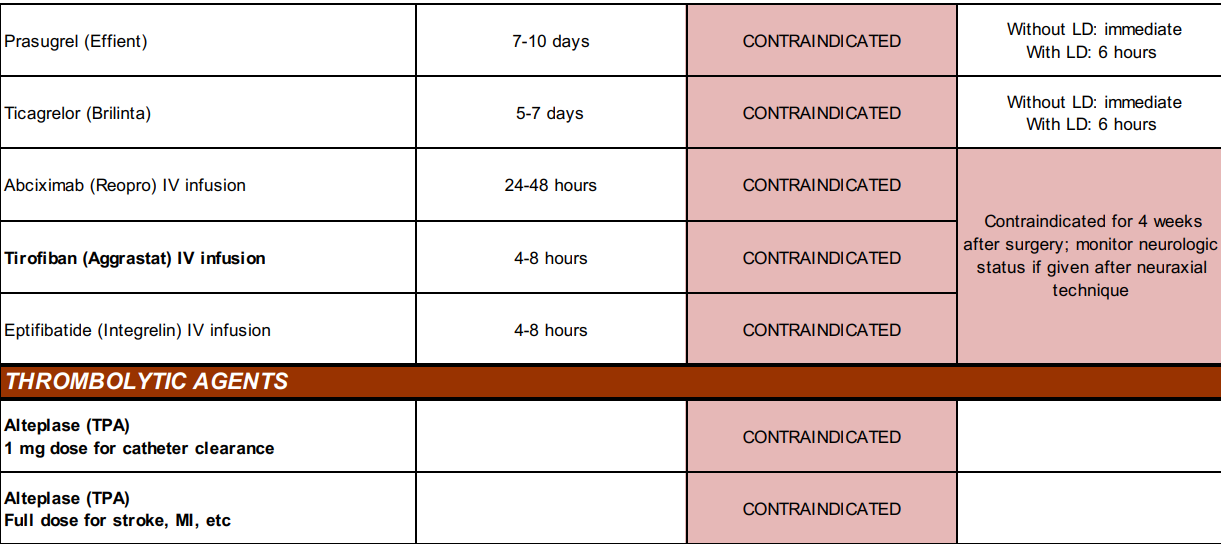 Prasugrel (Effient)
7-10 days
CONTRAINDICATED
Without LD: immediate
With LD: 6 hours
Ticagrelor (Brilinta)
5-7 days
CONTRAINDICATED
Without LD: immediate
With LD: 6 hours
Abciximab (Reopro) IV infusion
24-48 hours
CONTRAINDICATED
Contraindicated for 4 weeks
after surgery; monitor neurologic
status if given after neuraxial
technique
Tirofiban (Aggrastat) IV infusion
4-8 hours
CONTRAINDICATED
Eptifibatide (Integrelin) IV infusion
4-8 hours
CONTRAINDICATED
THROMBOLYTIC AGENTS
Alteplase (TPA)
1 mg dose for catheter clearance
CONTRAINDICATED
Alteplase (TPA)
Full dose for stroke, MI, etc
CONTRAINDICATED